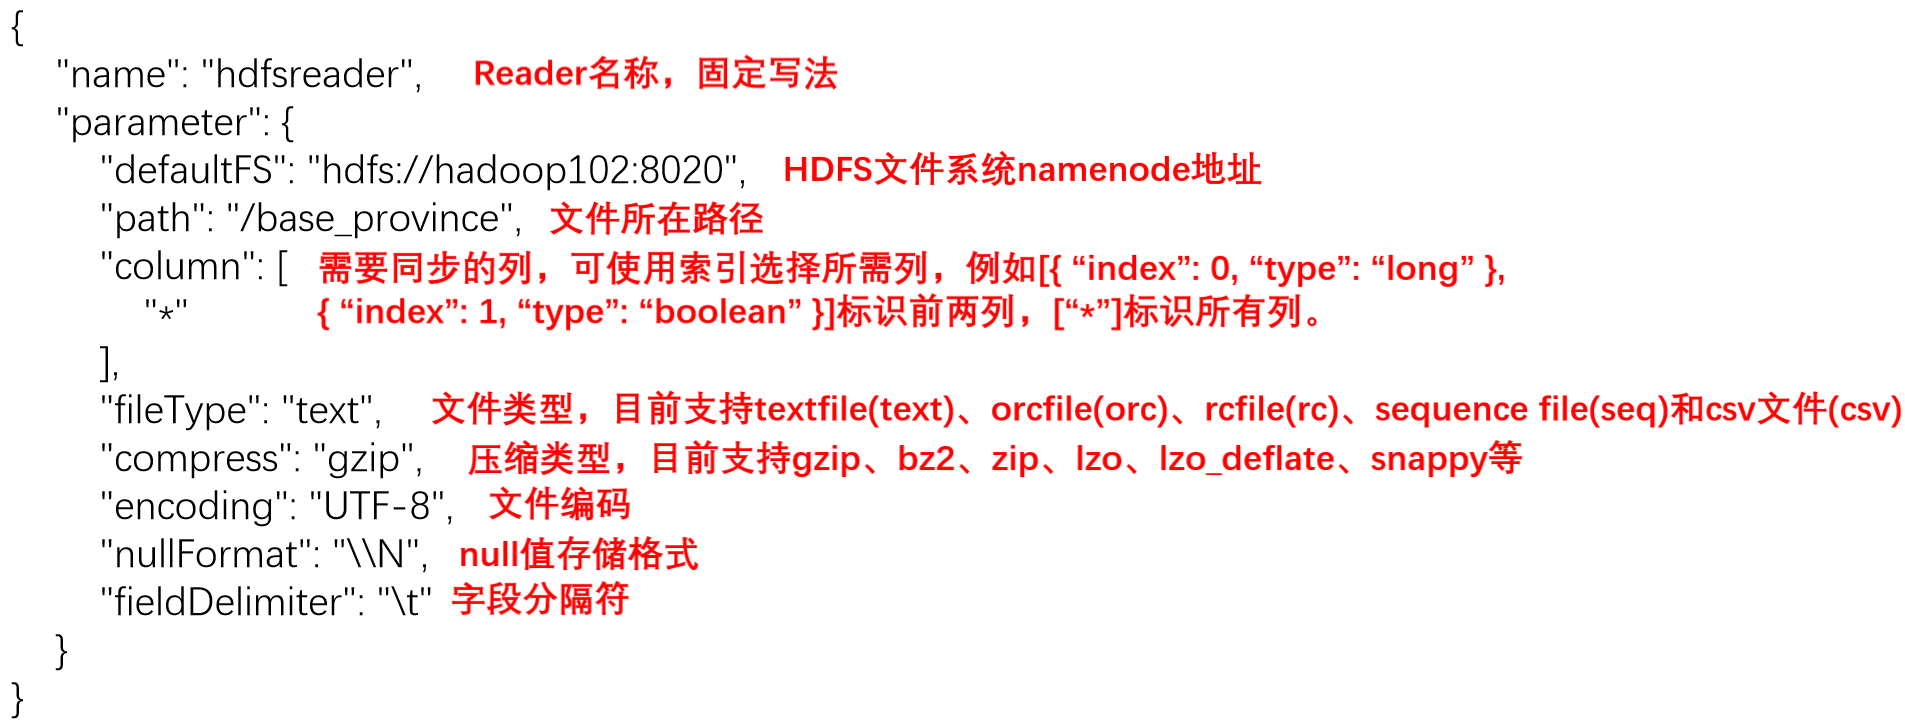 {
"name": "hdfsreader", Reader名称，固定写法
"parameter": {
"defaultFS": "hdfs://hadoop102:8020", HDFS文件系统namenode地址
"path": "/base_province", 文件所在路径
"column": [ 需要同步的列，可使用索引选择所需列，例如[{ “index”: 0, “type”: “long” },
"*" { “index”: 1, “type”: “boolean” }]标识前两列，[“*”]标识所有列。
],
"fileType": "text", 文件类型，目前支持textfile(text)、orcfile(orc)、rcfile(rc)、sequence file(seq)和csv文件(csv)
"compress": "gzip", 压缩类型，目前支持gzip、bz2、zip、lzo、lzo_deflate、snappy等
"encoding": "UTF-8", 文件编码
"nullFormat": "\\N", null值存储格式
"fieldDelimiter": "\t" 字段分隔符
}
}